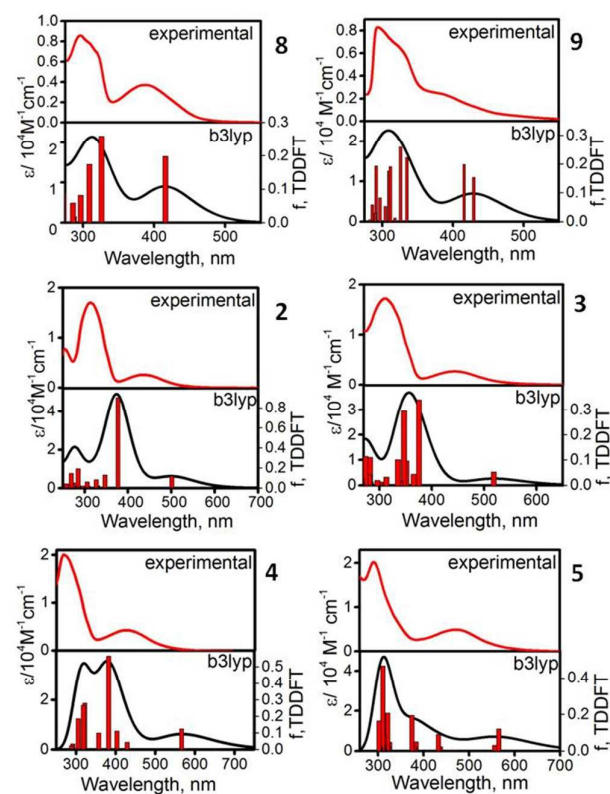 8
experimental
1.0
0.8
0.6
0.4
0.2
0.0
ε/ 10⁴M⁻¹cm⁻¹
b3lyp
2
1
0
0.3
0.2
0.1
0.0
f, TDDFT
300 400 500
Wavelength, nm
9
experimental
0.8
0.6
0.4
0.2
0.0
ε/ 10⁴M⁻¹cm⁻¹
b3lyp
2
1
0
0.3
0.2
0.1
0.0
f, TDDFT
300 400 500
Wavelength, nm
2
experimental
2
1
0
ε/10⁴M⁻¹cm⁻¹
b3lyp
4
2
0
0.8
0.6
0.4
0.2
0.0
f, TDDFT
300 400 500 600 700
Wavelength, nm
3
experimental
2
1
0
ε/10⁴M⁻¹cm⁻¹
b3lyp
3
2
1
0
0.3
0.2
0.1
0.0
f, TDDFT
300 400 500 600
Wavelength, nm
4
experimental
2
1
0
ε/10⁴M⁻¹cm⁻¹
b3lyp
2
0
0.5
0.4
0.3
0.2
0.1
0.0
f,TDDFT
300 400 500 600 700
Wavelength, nm
5
experimental
2
1
0
ε/ 10⁴M⁻¹cm⁻¹
b3lyp
4
2
0
0.4
0.2
0.0
f,TDDFT
300 400 500 600 700
Wavelength, nm